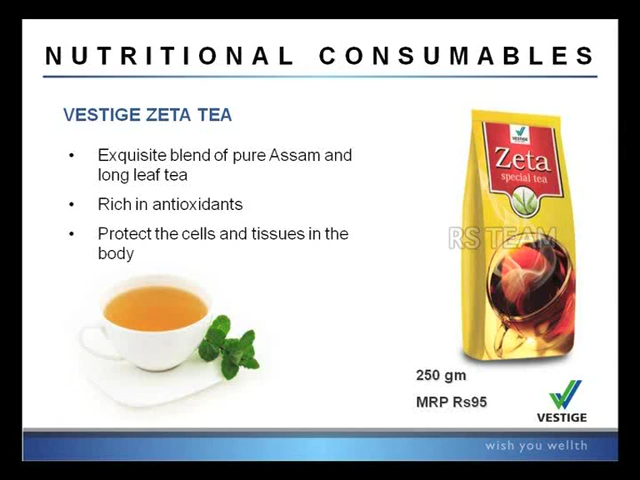 NUTRITIONAL CONSUMABLES
VESTIGE ZETA TEA
• Exquisite blend of pure Assam and
long leaf tea
• Rich in antioxidants
• Protect the cells and tissues in the
body
VESTIGE
Zeta
special tea
RS TEAM
250 gm
MRP Rs95
VESTIGE
wish you wellth